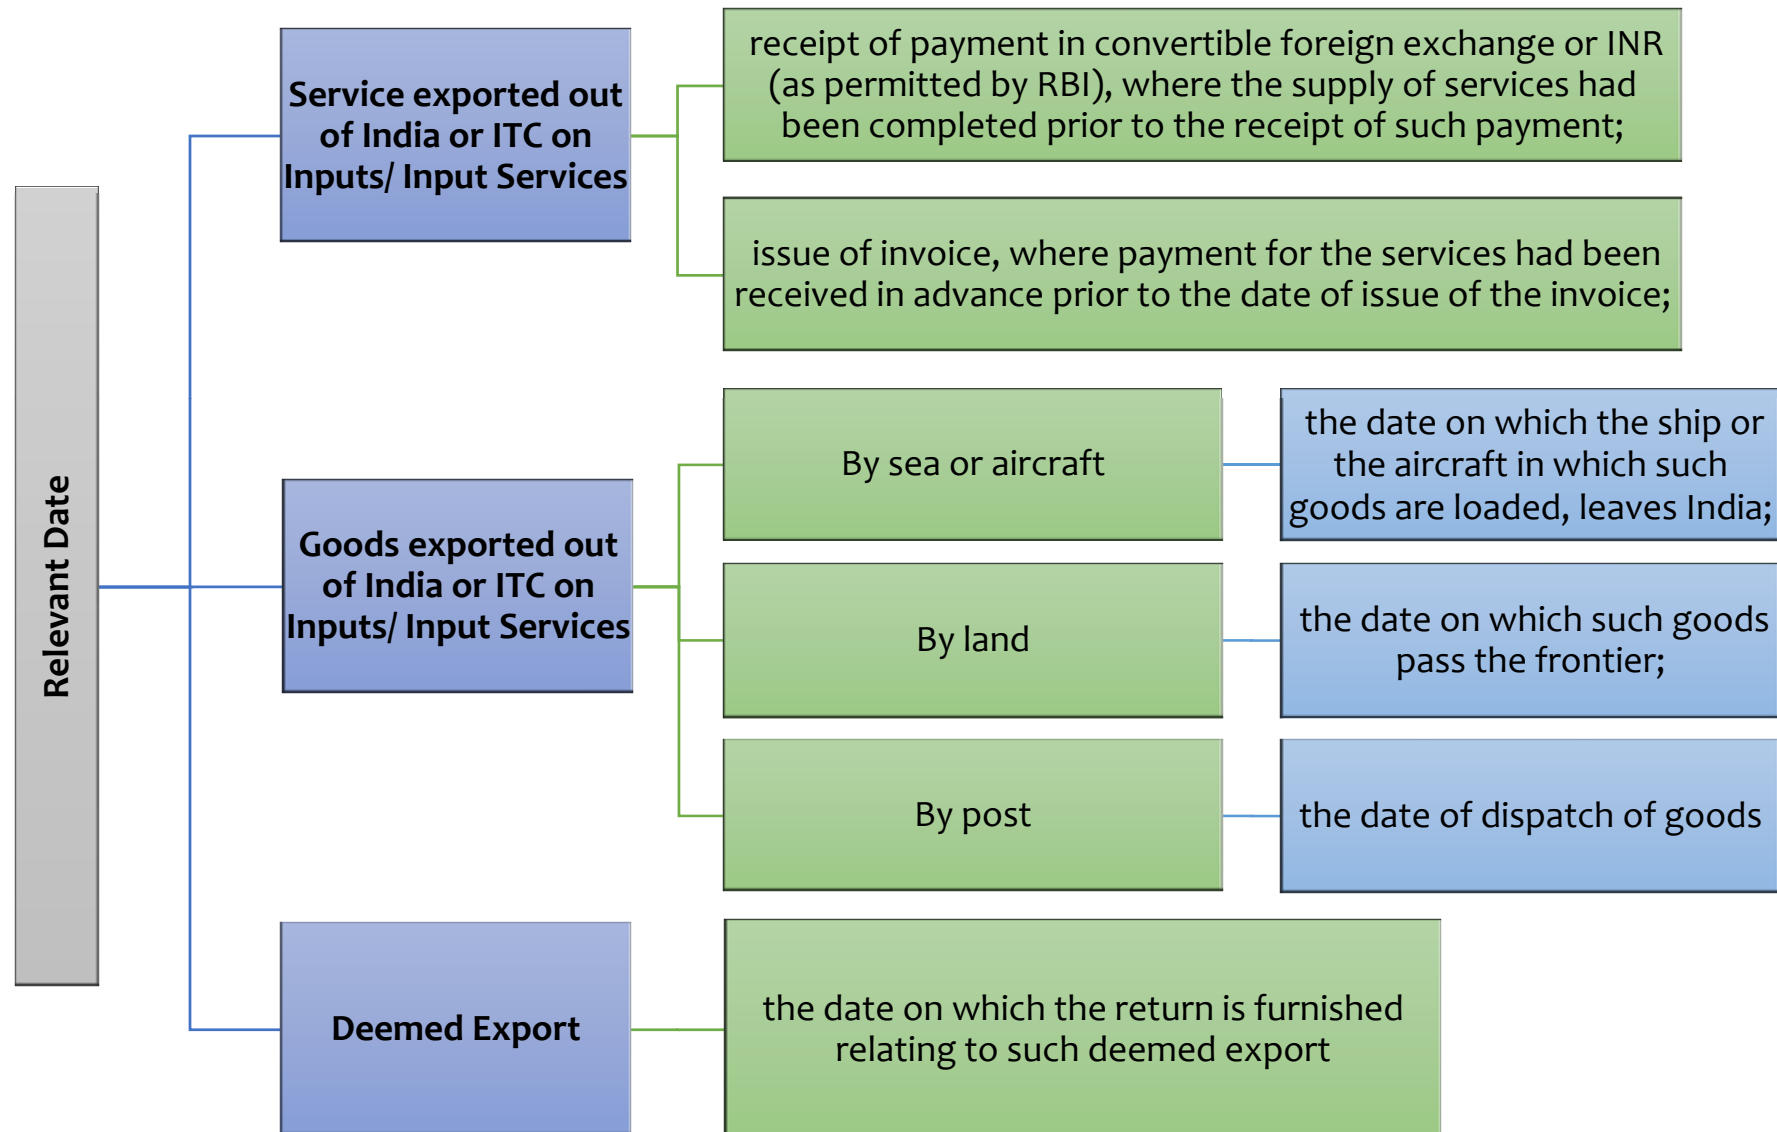 Relevant Date
Service exported out
of India or ITC on
Inputs/ Input Services
receipt of payment in convertible foreign exchange or INR
(as permitted by RBI), where the supply of services had
been completed prior to the receipt of such payment;
issue of invoice, where payment for the services had been
received in advance prior to the date of issue of the invoice;
Goods exported out
of India or ITC on
Inputs/ Input Services
By sea or aircraft
the date on which the ship or
the aircraft in which such
goods are loaded, leaves India;
By land
the date on which such goods
pass the frontier;
By post
the date of dispatch of goods
Deemed Export
the date on which the return is furnished
relating to such deemed export